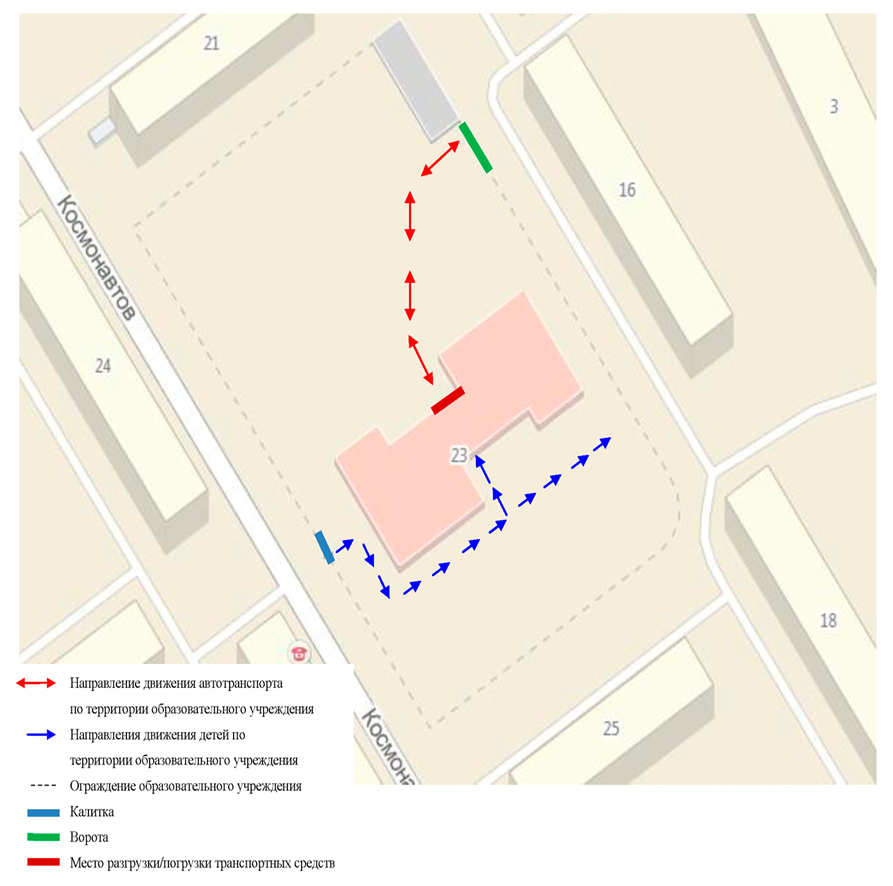 21
3
16
Космонавтов
24
23
18
25
Космона
Направление движения автотранспорта
по территории образовательного учреждения
Направления движения детей по
территории образовательного учреждения
Ограждение образовательного учреждения
Калитка
Ворота
Место разгрузки/погрузки транспортных средств